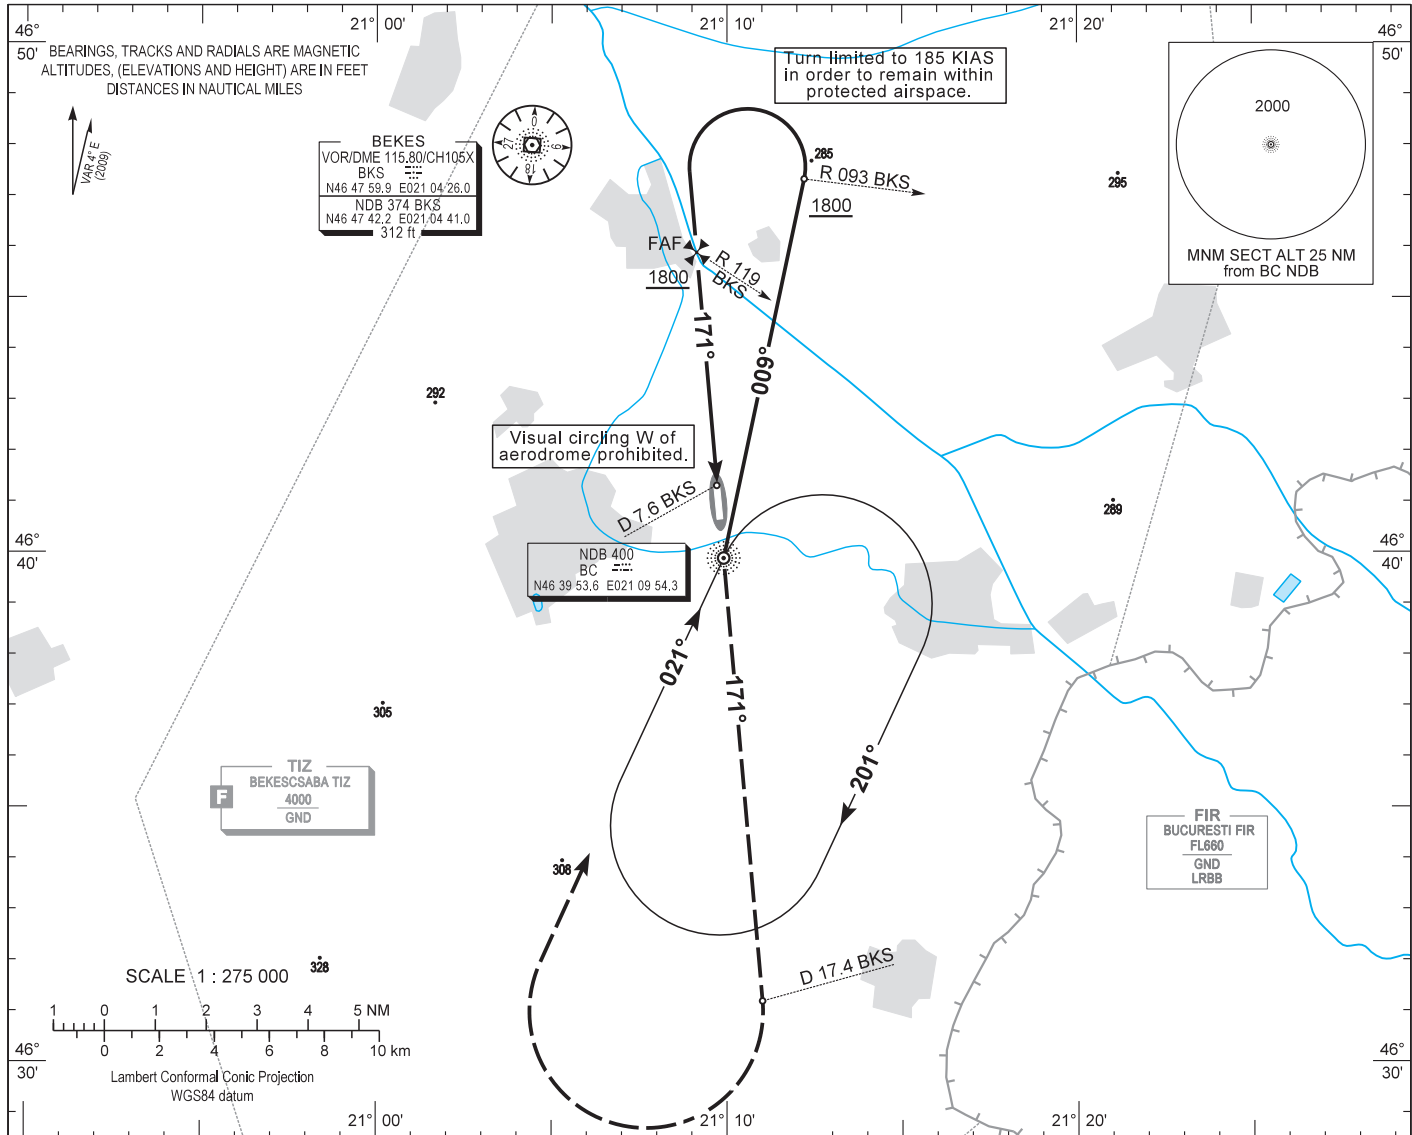 46°
50'
21° 00'
21° 10'
21° 20'
46°
50'
BEARINGS, TRACKS AND RADIALS ARE MAGNETIC
ALTITUDES, (ELEVATIONS AND HEIGHT) ARE IN FEET
DISTANCES IN NAUTICAL MILES
VAR 4° E
(2009)
BEKES
VOR/DME 115.80/CH105X
BKS
N46 47 59.9 E021 04 26.0
NDB 374 BKS
N46 47 42.2 E021 04 41.0
312 ft
0
9
18
27
Turn limited to 185 KIAS
in order to remain within
protected airspace.
2000
MNM SECT ALT 25 NM
from BC NDB
285
R 093 BKS
1800
295
FAF
1800
R 119
BKS
171°
009°
292
Visual circling W of
aerodrome prohibited.
D 7.6 BKS
289
46°
40'
46°
40'
NDB 400
BC
N46 39 53.6 E021 09 54.3
021°
171°
201°
305
TIZ
BEKESCSABA TIZ
4000
GND
F
FIR
BUCURESTI FIR
FL660
GND
LRBB
308
328
D 17.4 BKS
SCALE 1 : 275 000
1 0 1 2 3 4 5 NM
0 2 4 6 8 10 km
Lambert Conformal Conic Projection
WGS84 datum
46°
30'
46°
30'
21° 00'
21° 10'
21° 20'